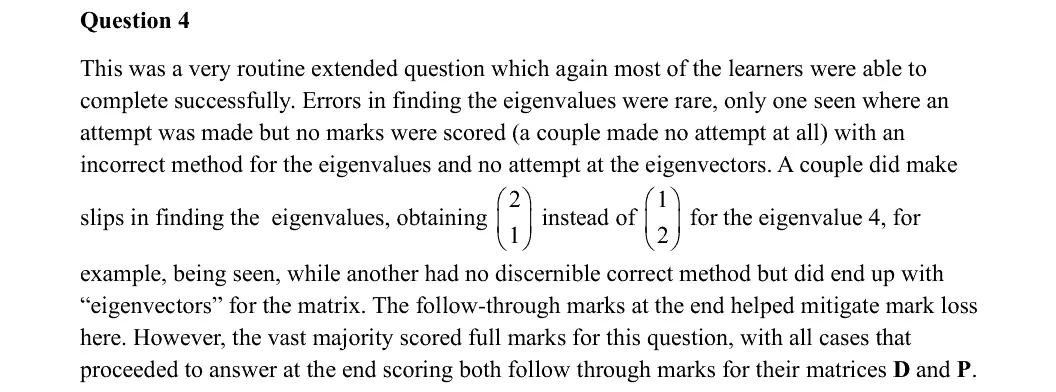 Question 4
This was a very routine extended question which again most of the learners were able to
complete successfully. Errors in finding the eigenvalues were rare, only one seen where an
attempt was made but no marks were scored (a couple made no attempt at all) with an
incorrect method for the eigenvalues and no attempt at the eigenvectors. A couple did make
slips in finding the  eigenvalues, obtaining (2 1) instead of (1 2) for the eigenvalue 4, for
example, being seen, while another had no discernible correct method but did end up with
“eigenvectors” for the matrix. The follow-through marks at the end helped mitigate mark loss
here. However, the vast majority scored full marks for this question, with all cases that
proceeded to answer at the end scoring both follow through marks for their matrices D and P.